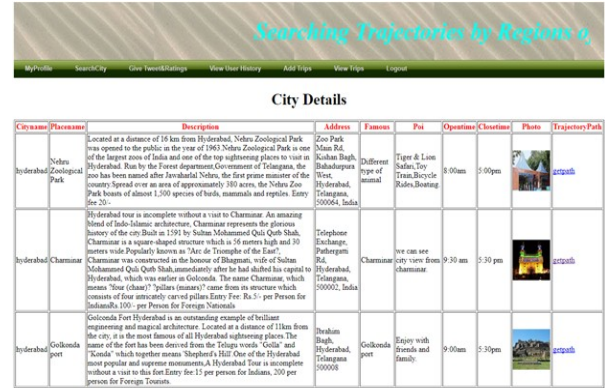 Searching Trajectories by Regions o
MyProfile SearchCity Give Tweet&Ratings View User History Add Trips View Trips Logout
City Details
Cityname Placename Description Address Famous Poi Opentime Closetime Photo TrajectoryPath
hyderabad
Nehru
Zoological
Park
Located at a distance of 16 km from Hyderabad, Nehru Zoological Park
was opened to the public in the year of 1963.Nehru Zoological Park is one
of the largest zoos of India and one of the top sightseeing places to visit in
Hyderabad. Run by the Forest department,Government of Telangana, the
zoo has been named after Jawaharlal Nehru, the first prime minister of the
country.Spread over an area of approximately 380 acres, the Nehru Zoo
Park boasts of almost 1,500 species of birds, mammals and reptiles. Entry
fee 20/-
Zoo Park
Main Rd,
Kishan Bagh,
Bahadurpura
West,
Hyderabad,
Telangana,
500064, India
Different
type of
animal
Tiger & Lion
Safari,Toy
Train,Bicycle
Rides,Boating.
8:00am
5:00pm
getpath
hyderabad
Charminar
Hyderabad tour is incomplete without a visit to Charminar. An amazing
blend of Indo-Islamic architecture, Charminar represents the glorious
history of the city.Built in 1591 by Sultan Mohammed Quli Qutb Shah,
Charminar is a square-shaped structure which is 56 meters high and 30
meters wide.Popularly known as ?Arc de Triomphe of the East?,
Charminar was constructed in the honour of Bhagmati, wife of Sultan
Mohammed Quli Qutb Shah,immediately after he had shifted his capital to
Hyderabad, which was earlier in Golconda. The name Charminar, which
means ?four (chaar)? ?pillars (minars)? came from its structure which
consists of four intricately carved pillars.Entry Fee: Rs.5/- per Person for
IndiansRs.100/- per Person for Foreign Nationals
Telephone
Exchange,
Pathergatti
Rd,
Hyderabad,
Telangana,
500002, India
Charminar
we can see
city view from
charminar.
9:30 am
5:30 pm
getpath
hyderabad
Golkonda
port
Golconda Fort Hyderabad is an outstanding example of brilliant
engineering and magical architecture. Located at a distance of 11km from
the city, it is the most famous of all Hyderabad sightseeing places.The
name of the fort has been derived from the Telugu words "Golla" and
"Konda" which together means 'Shepherd's Hill'.One of the Hyderabad
most popular and supreme monuments,A Hyderabad Tour is incomplete
without a visit to this fort.Entry fee:15 per person for Indians, 200 per
person for Foreign Tourists.
Ibrahim
Bagh,
Hyderabad,
Telangana
500008
Golkonda
port
Enjoy with
friends and
family.
9:00am
5:30pm
getpath